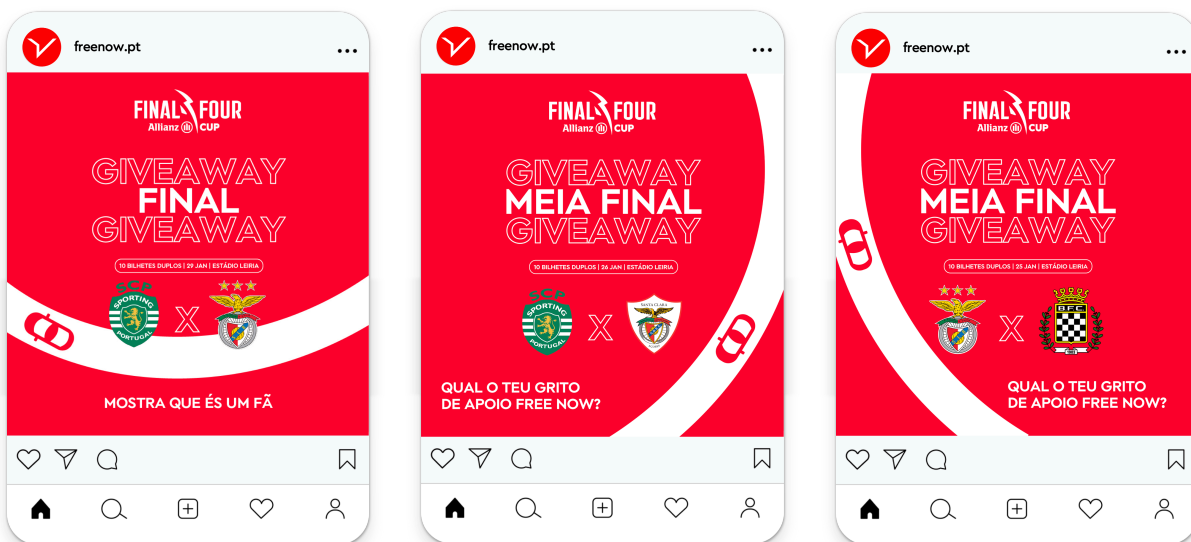 freenow.pt
FINAL FOUR
Allianz CUP
GIVEAWAY
FINAL
GIVEAWAY
10 BILHETES DUPLOS | 29 JAN | ESTÁDIO LEIRIA
S.C.P
SPORTING
PORTUGAL
X
MOSTRA QUE ÉS UM FÃ
freenow.pt
FINAL FOUR
Allianz CUP
GIVEAWAY
MEIA FINAL
GIVEAWAY
10 BILHETES DUPLOS | 26 JAN | ESTÁDIO LEIRIA
S.C.P
SPORTING
PORTUGAL
X
SANTA CLARA
QUAL O TEU GRITO
DE APOIO FREE NOW?
freenow.pt
FINAL FOUR
Allianz CUP
GIVEAWAY
MEIA FINAL
GIVEAWAY
10 BILHETES DUPLOS | 25 JAN | ESTÁDIO LEIRIA
X
B.F.C
1903
QUAL O TEU GRITO
DE APOIO FREE NOW?